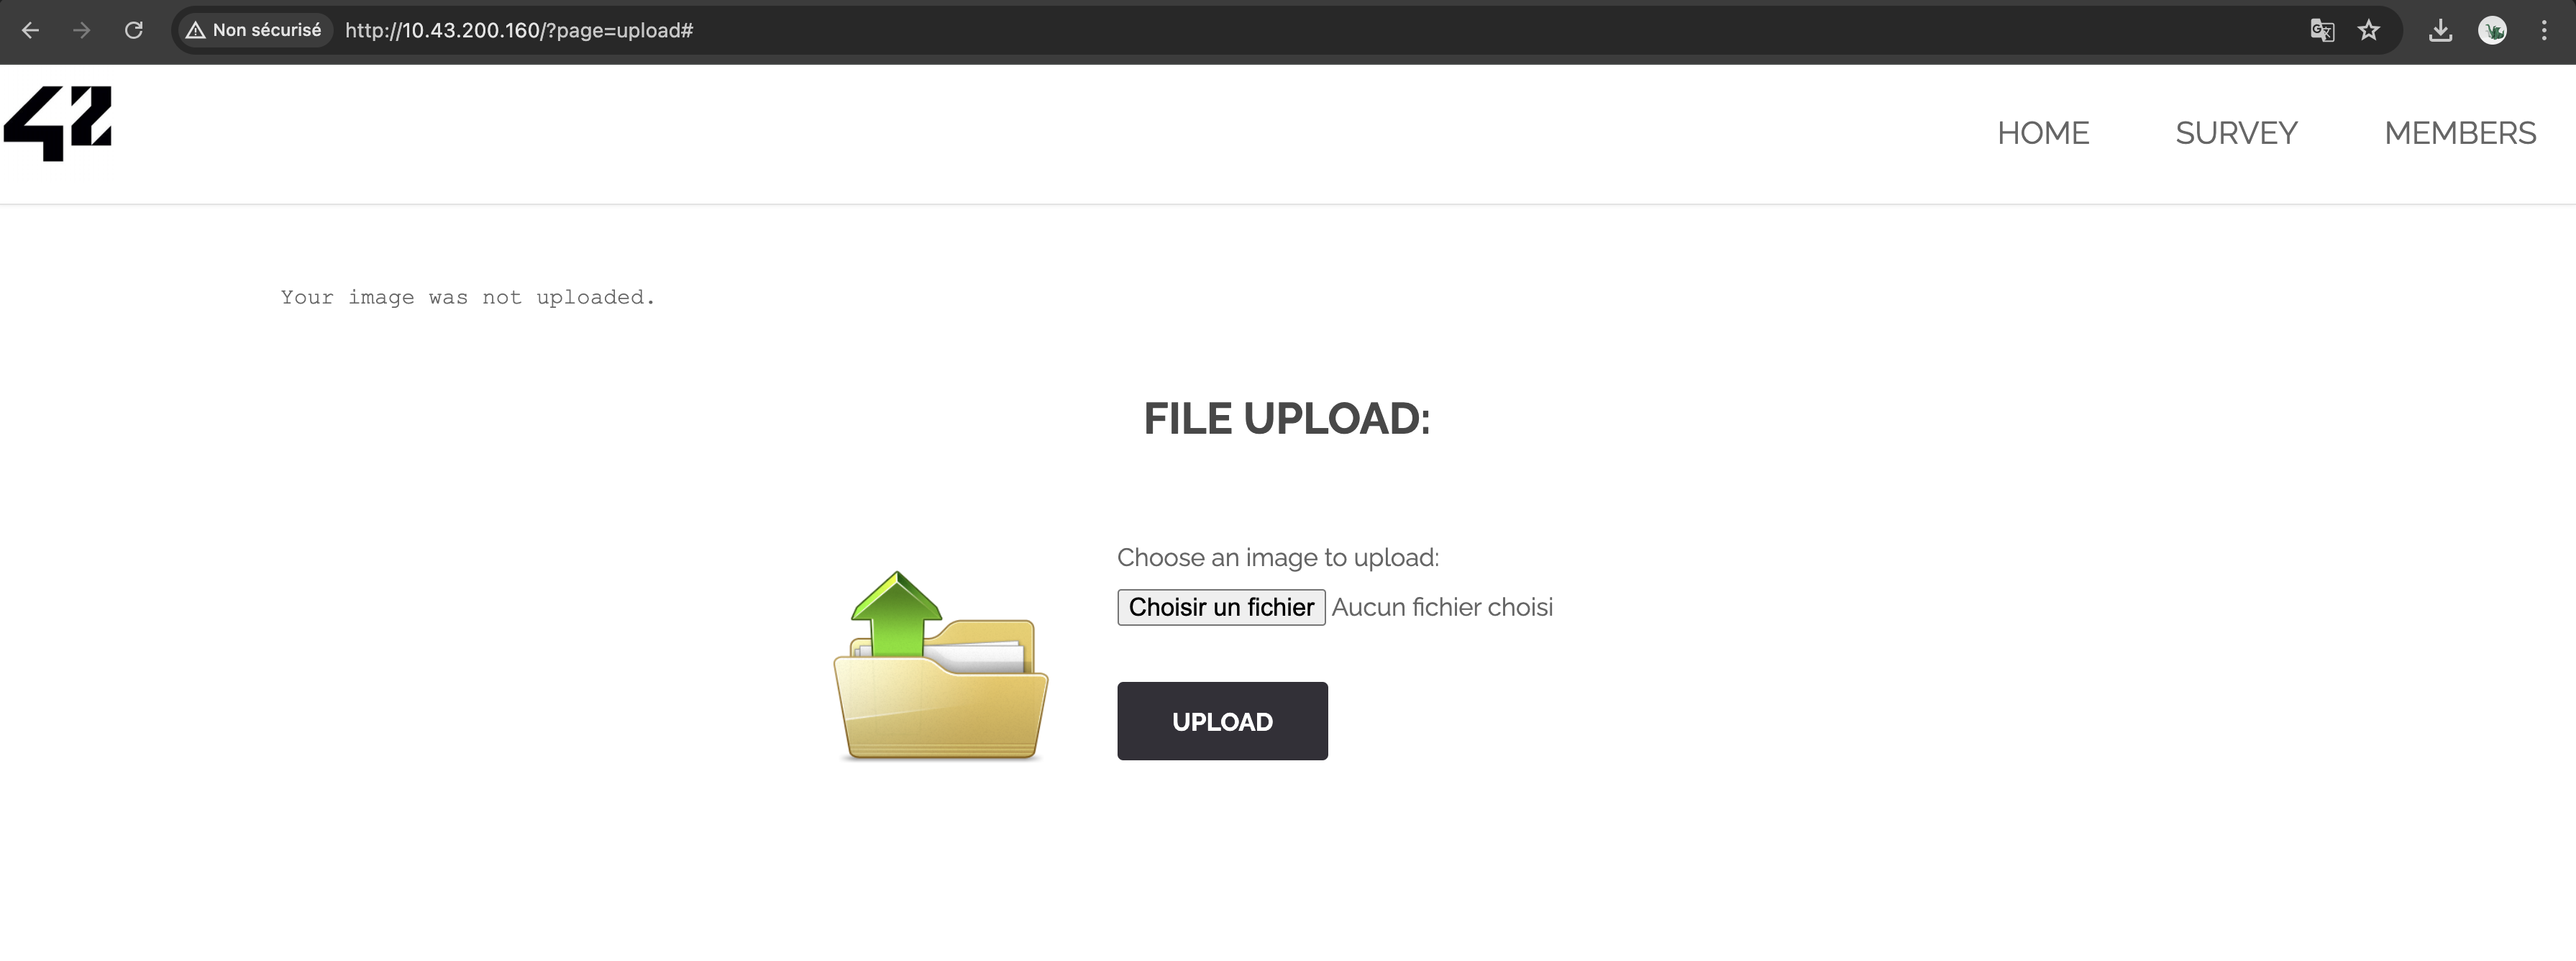 Non sécurisé http://10.43.200.160/?page=upload#
42 HOME SURVEY MEMBERS
Your image was not uploaded.
FILE UPLOAD:
Choose an image to upload:
Choisir un fichier Aucun fichier choisi
UPLOAD